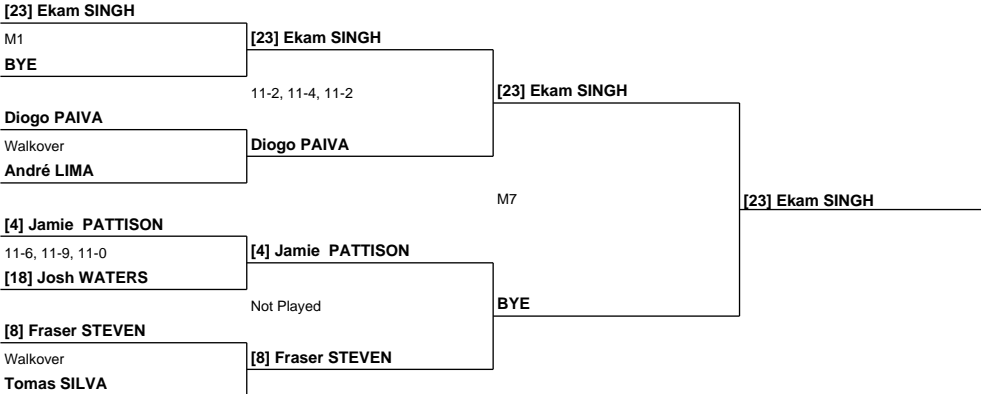 [23] Ekam SINGH
M1
BYE
[23] Ekam SINGH
11-2, 11-4, 11-2
Diogo PAIVA
Walkover
André LIMA
Diogo PAIVA
[23] Ekam SINGH
M7
[4] Jamie PATTISON
11-6, 11-9, 11-0
[18] Josh WATERS
[4] Jamie PATTISON
Not Played
[8] Fraser STEVEN
Walkover
Tomas SILVA
[8] Fraser STEVEN
BYE
[23] Ekam SINGH